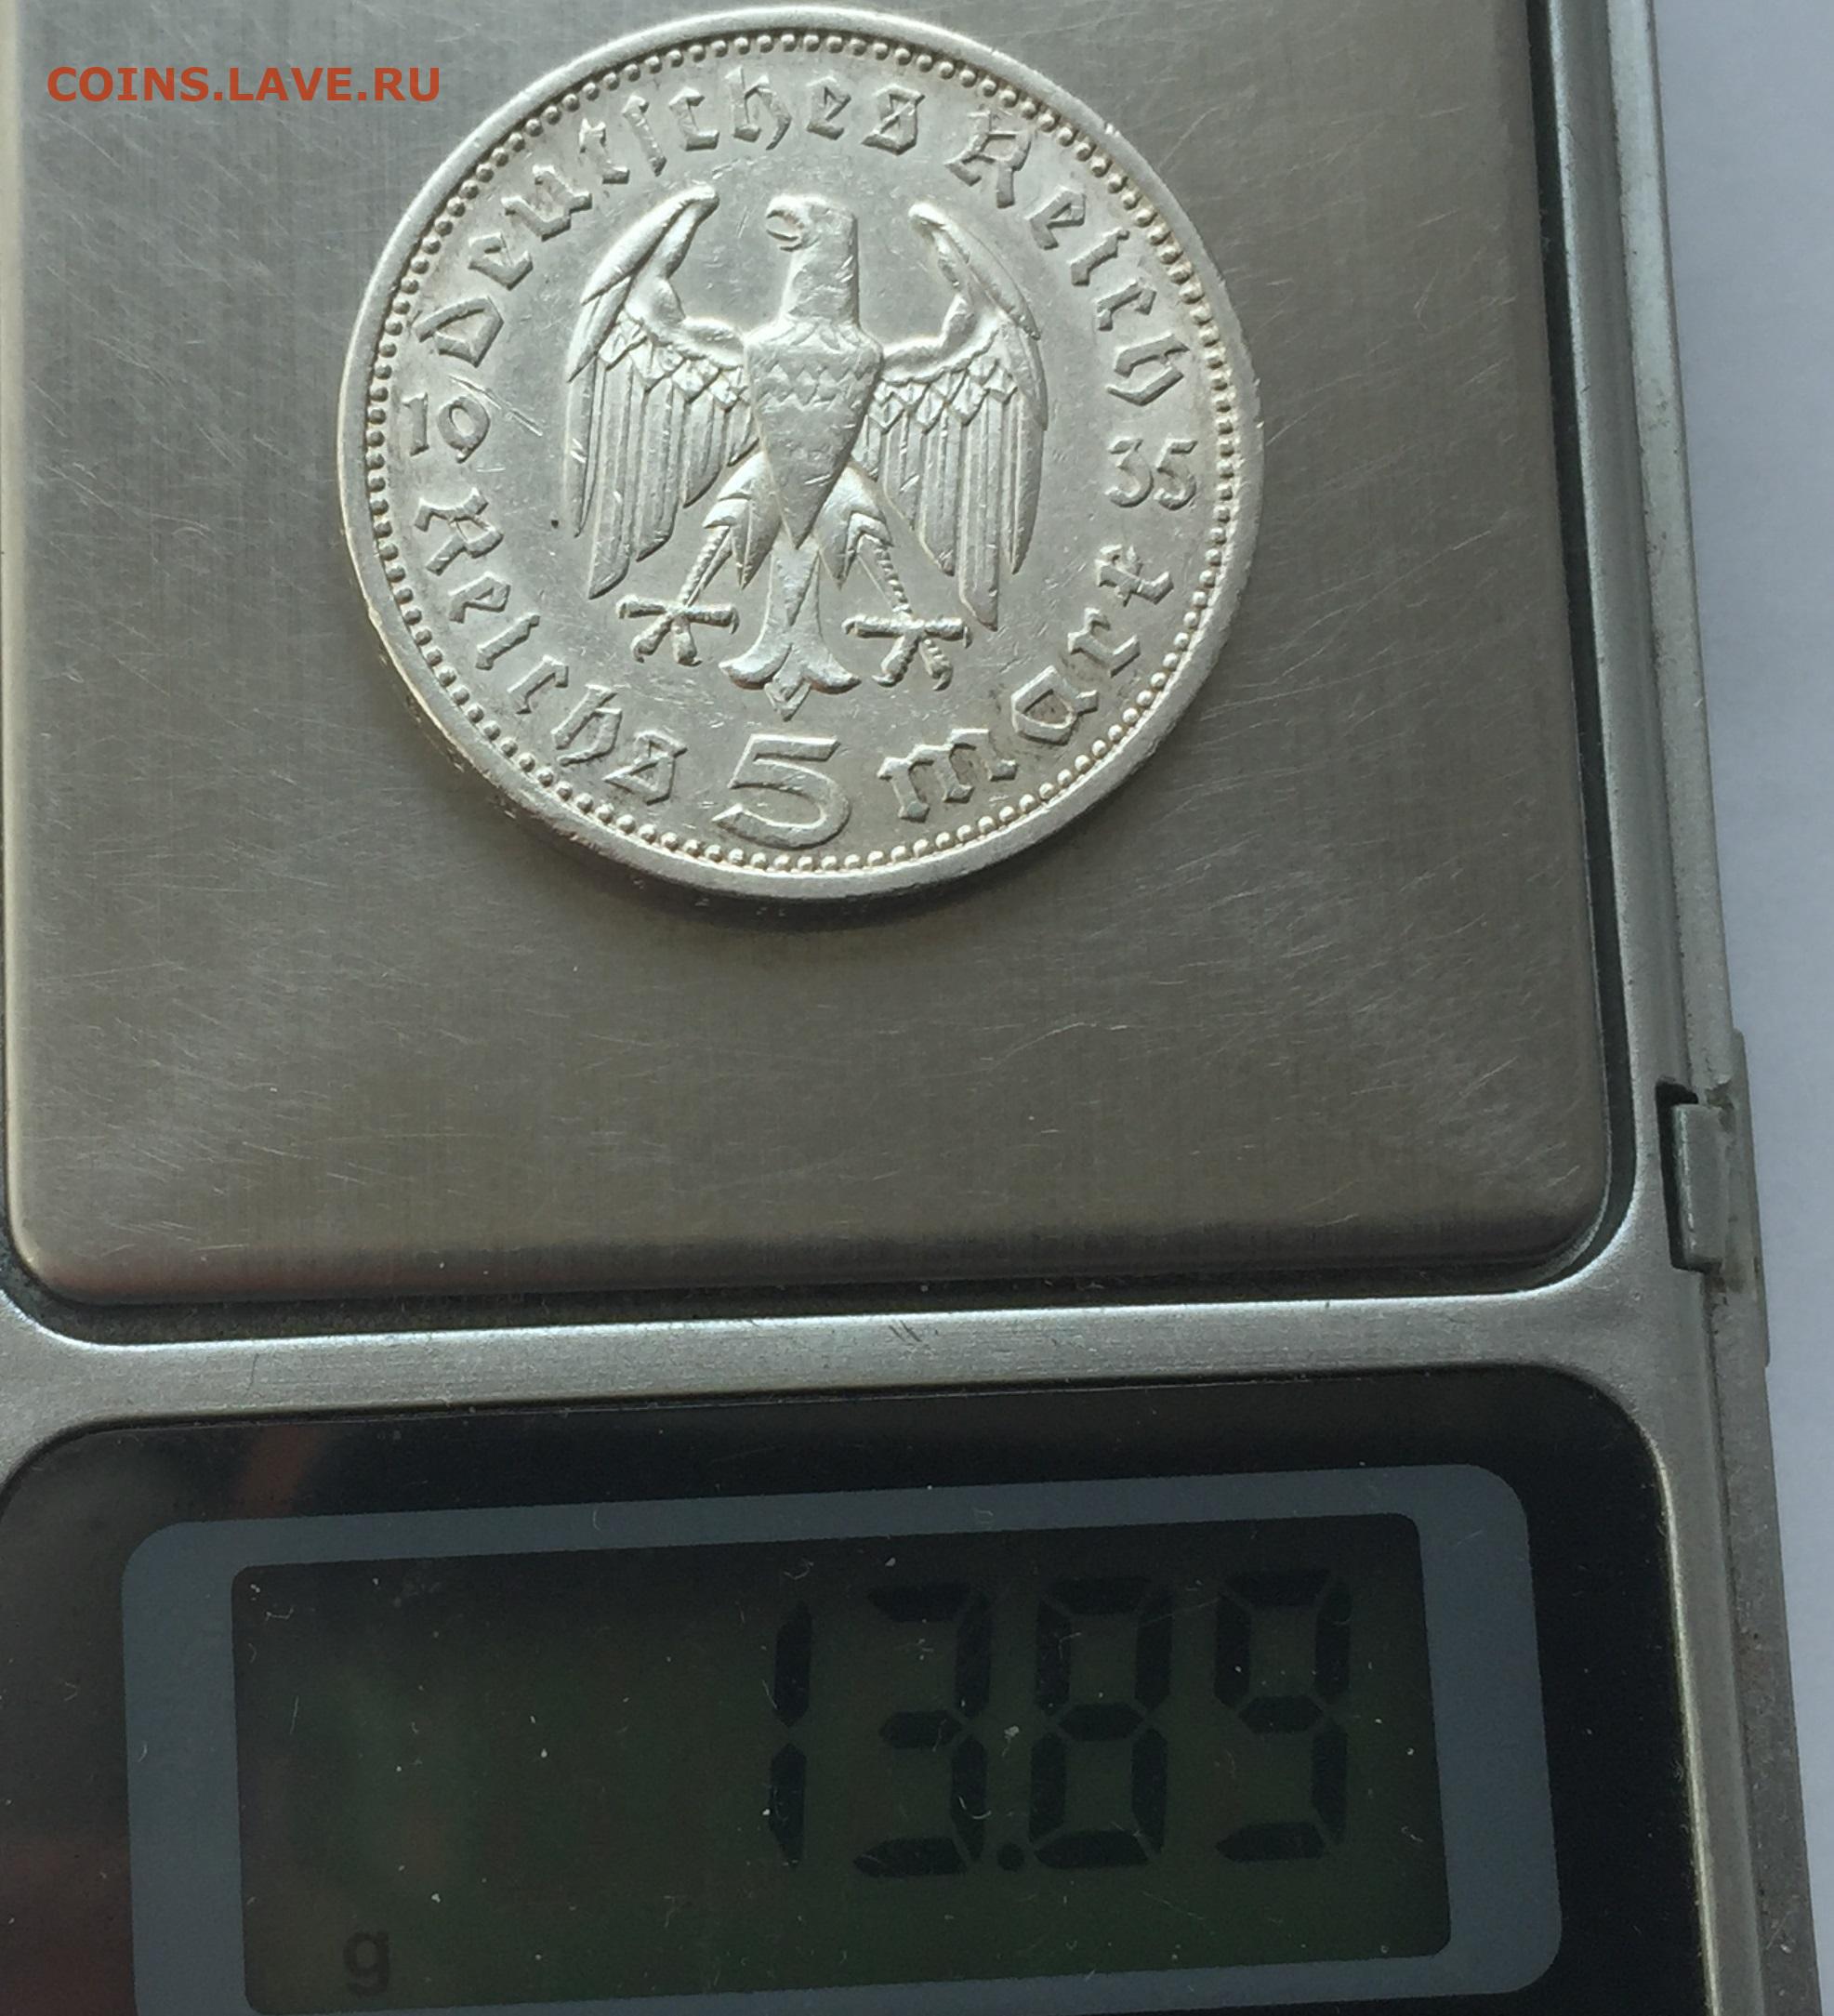 COINS.LAVE.RU
Deutsches Reich
19 35
Reichs 5 mark
13.89
g